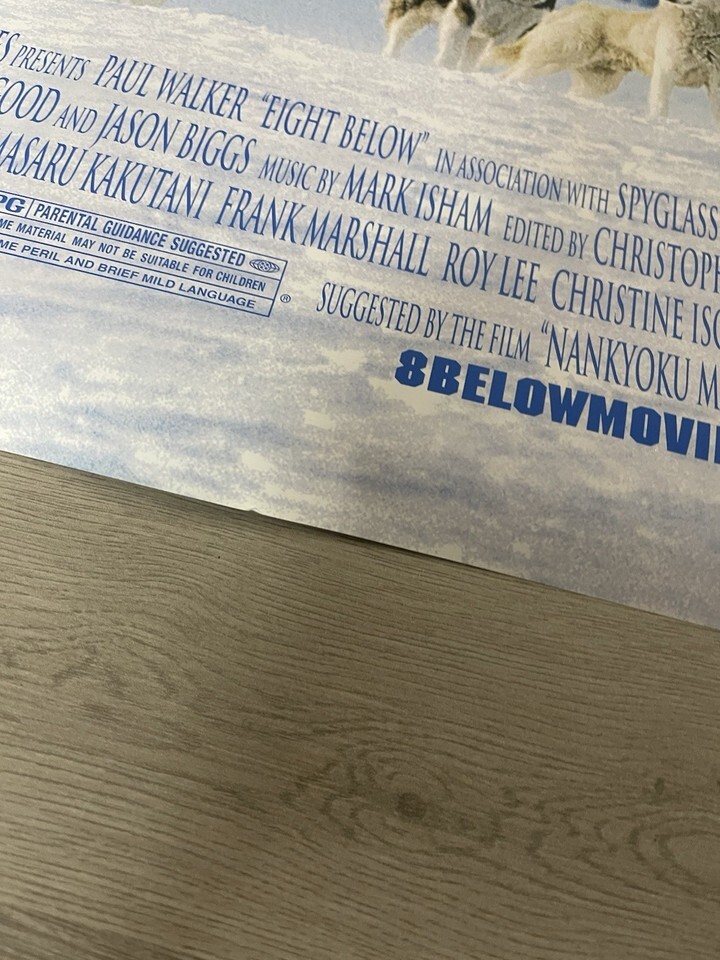 PRESENTS PAUL WALKER "EIGHT BELOW" IN ASSOCIATION WITH SPYGLASS
AND JASON BIGGS MUSIC BY MARK ISHAM EDITED BY CHRISTOP
MASARU KAKUTANI FRANK MARSHALL ROY LEE CHRISTINE
PG PARENTAL GUIDANCE SUGGESTED
MATERIAL MAY NOT BE SUITABLE FOR CHILDREN
PERIL AND BRIEF MILD LANGUAGE ®
SUGGESTED BY THE FILM "NANKYOKU M
8BELOWMOVI